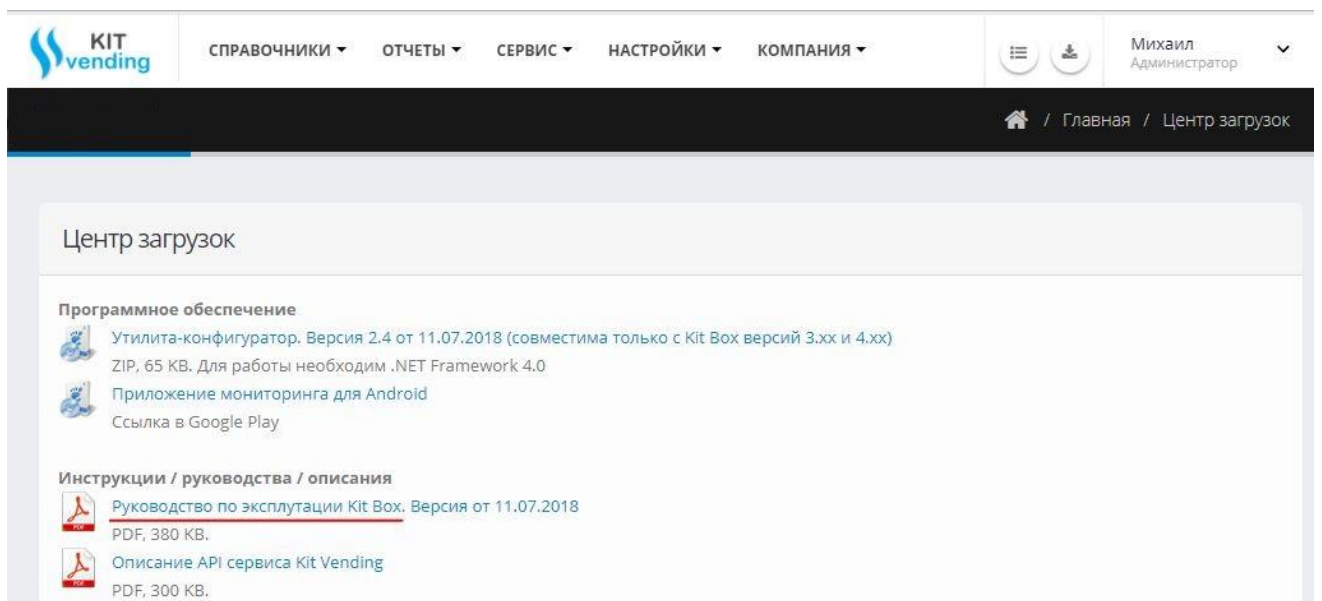 KIT
vending
СПРАВОЧНИКИ ОТЧЕТЫ СЕРВИС НАСТРОЙКИ КОМПАНИЯ
Михаил
Администратор
/ Главная / Центр загрузок
Центр загрузок
Программное обеспечение
Утилита-конфигуратор. Версия 2.4 от 11.07.2018 (совместима только с Kit Box версий 3.xx и 4.xx)
ZIP, 65 KB. Для работы необходим .NET Framework 4.0
Приложение мониторинга для Android
Ссылка в Google Play
Инструкции / руководства / описания
Руководство по эксплутации Kit Box. Версия от 11.07.2018
PDF, 380 KB.
Описание API сервиса Kit Vending
PDF, 300 KB.